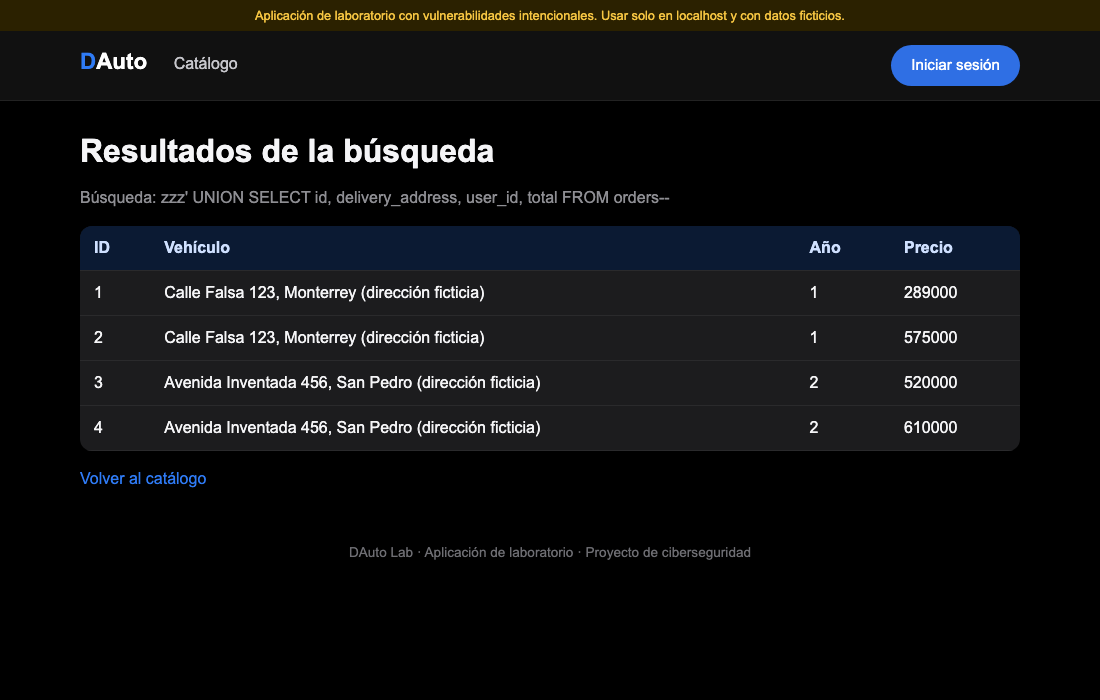 Aplicación de laboratorio con vulnerabilidades intencionales. Usar solo en localhost y con datos ficticios.
DAuto Catálogo Iniciar sesión
Resultados de la búsqueda
Búsqueda: zzz' UNION SELECT id, delivery_address, user_id, total FROM orders--
ID Vehículo Año Precio
1 Calle Falsa 123, Monterrey (dirección ficticia) 1 289000
2 Calle Falsa 123, Monterrey (dirección ficticia) 1 575000
3 Avenida Inventada 456, San Pedro (dirección ficticia) 2 520000
4 Avenida Inventada 456, San Pedro (dirección ficticia) 2 610000
Volver al catálogo
DAuto Lab · Aplicación de laboratorio · Proyecto de ciberseguridad